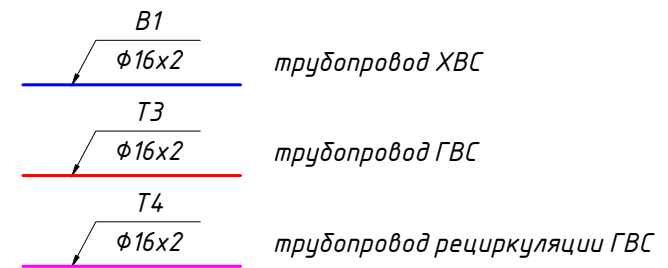 В1
Ф16х2 трубопровод ХВС
Т3
Ф16х2 трубопровод ГВС
Т4
Ф16х2 трубопровод рециркуляции ГВС